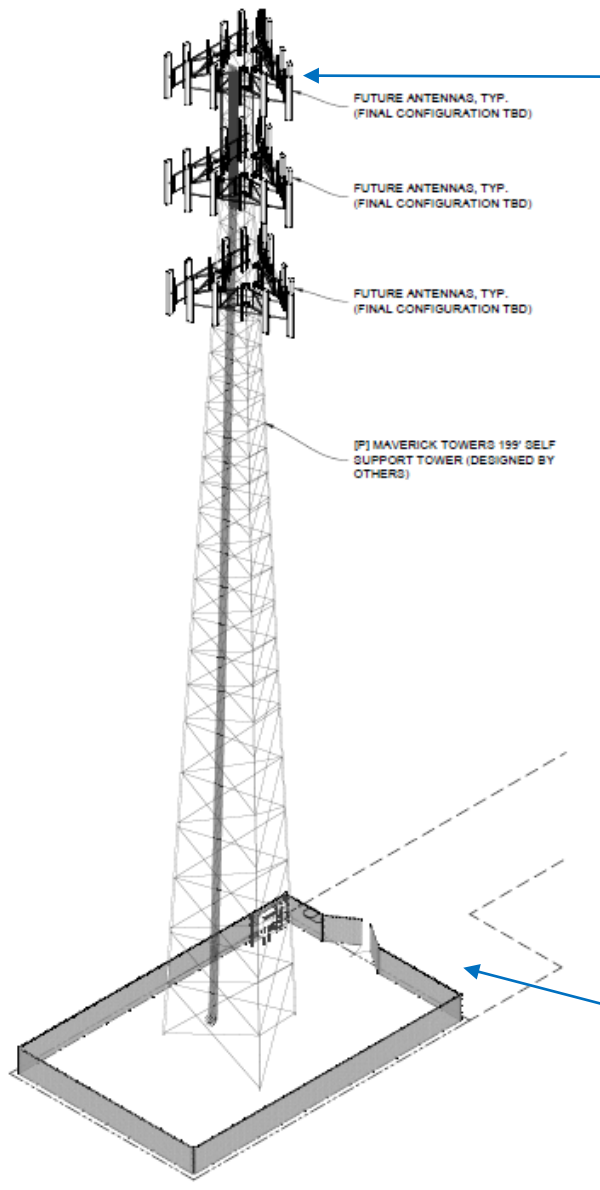 FUTURE ANTENNAS, TYP.
(FINAL CONFIGURATION TBD)
FUTURE ANTENNAS, TYP.
(FINAL CONFIGURATION TBD)
FUTURE ANTENNAS, TYP.
(FINAL CONFIGURATION TBD)
[P] MAVERICK TOWERS 199' SELF
SUPPORT TOWER (DESIGNED BY
OTHERS)